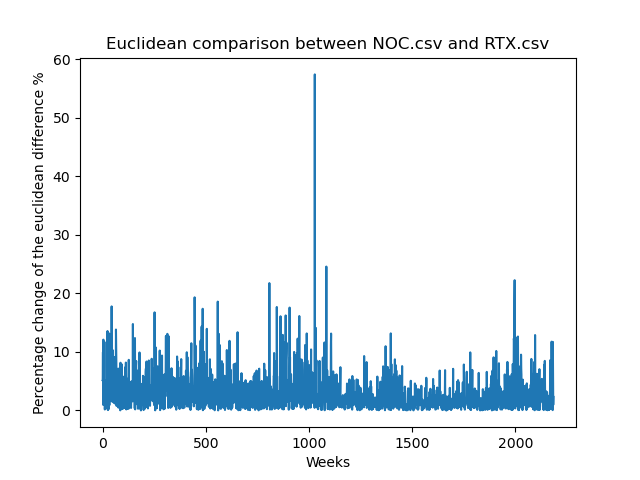 Euclidean comparison between NOC.csv and RTX.csv
Percentage change of the euclidean difference %
60
50
40
30
20
10
0
0 500 1000 1500 2000
Weeks